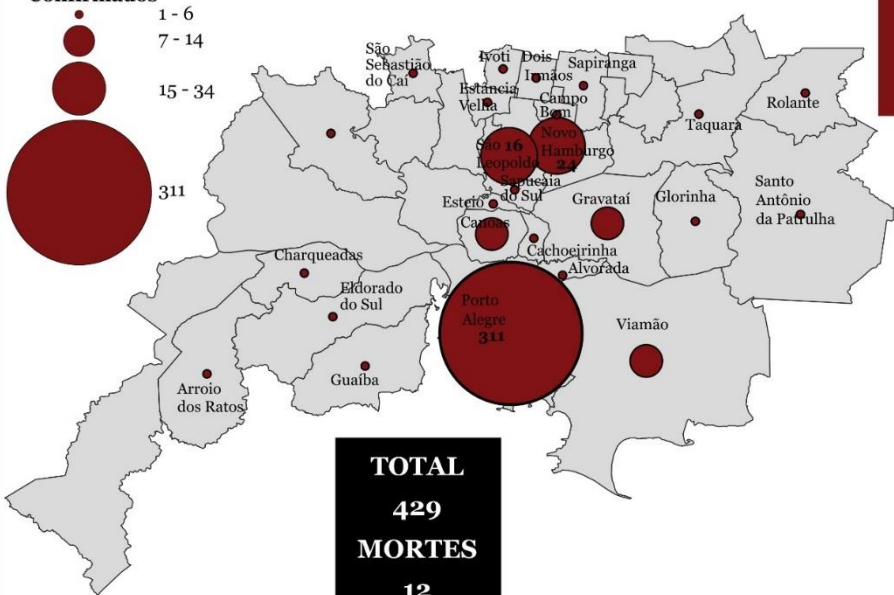 Confirmados
1 - 6
7 - 14
15 - 34
311
São
Sebastião
do Caí
Ivoti
Dois
Irmãos
Sapiranga
Estância
Velha
Campo
Bom
Taquara
Rolante
São 16
Leopoldo
Novo
Hamburgo
24
Sapucaia
do Sul
Esteio
Canoas
Gravataí
Glorinha
Santo
Antônio
da Patrulha
Cachoeirinha
Alvorada
Charqueadas
Eldorado
do Sul
Porto
Alegre
311
Viamão
Guaíba
Arroio
dos Ratos
TOTAL
429
MORTES
12